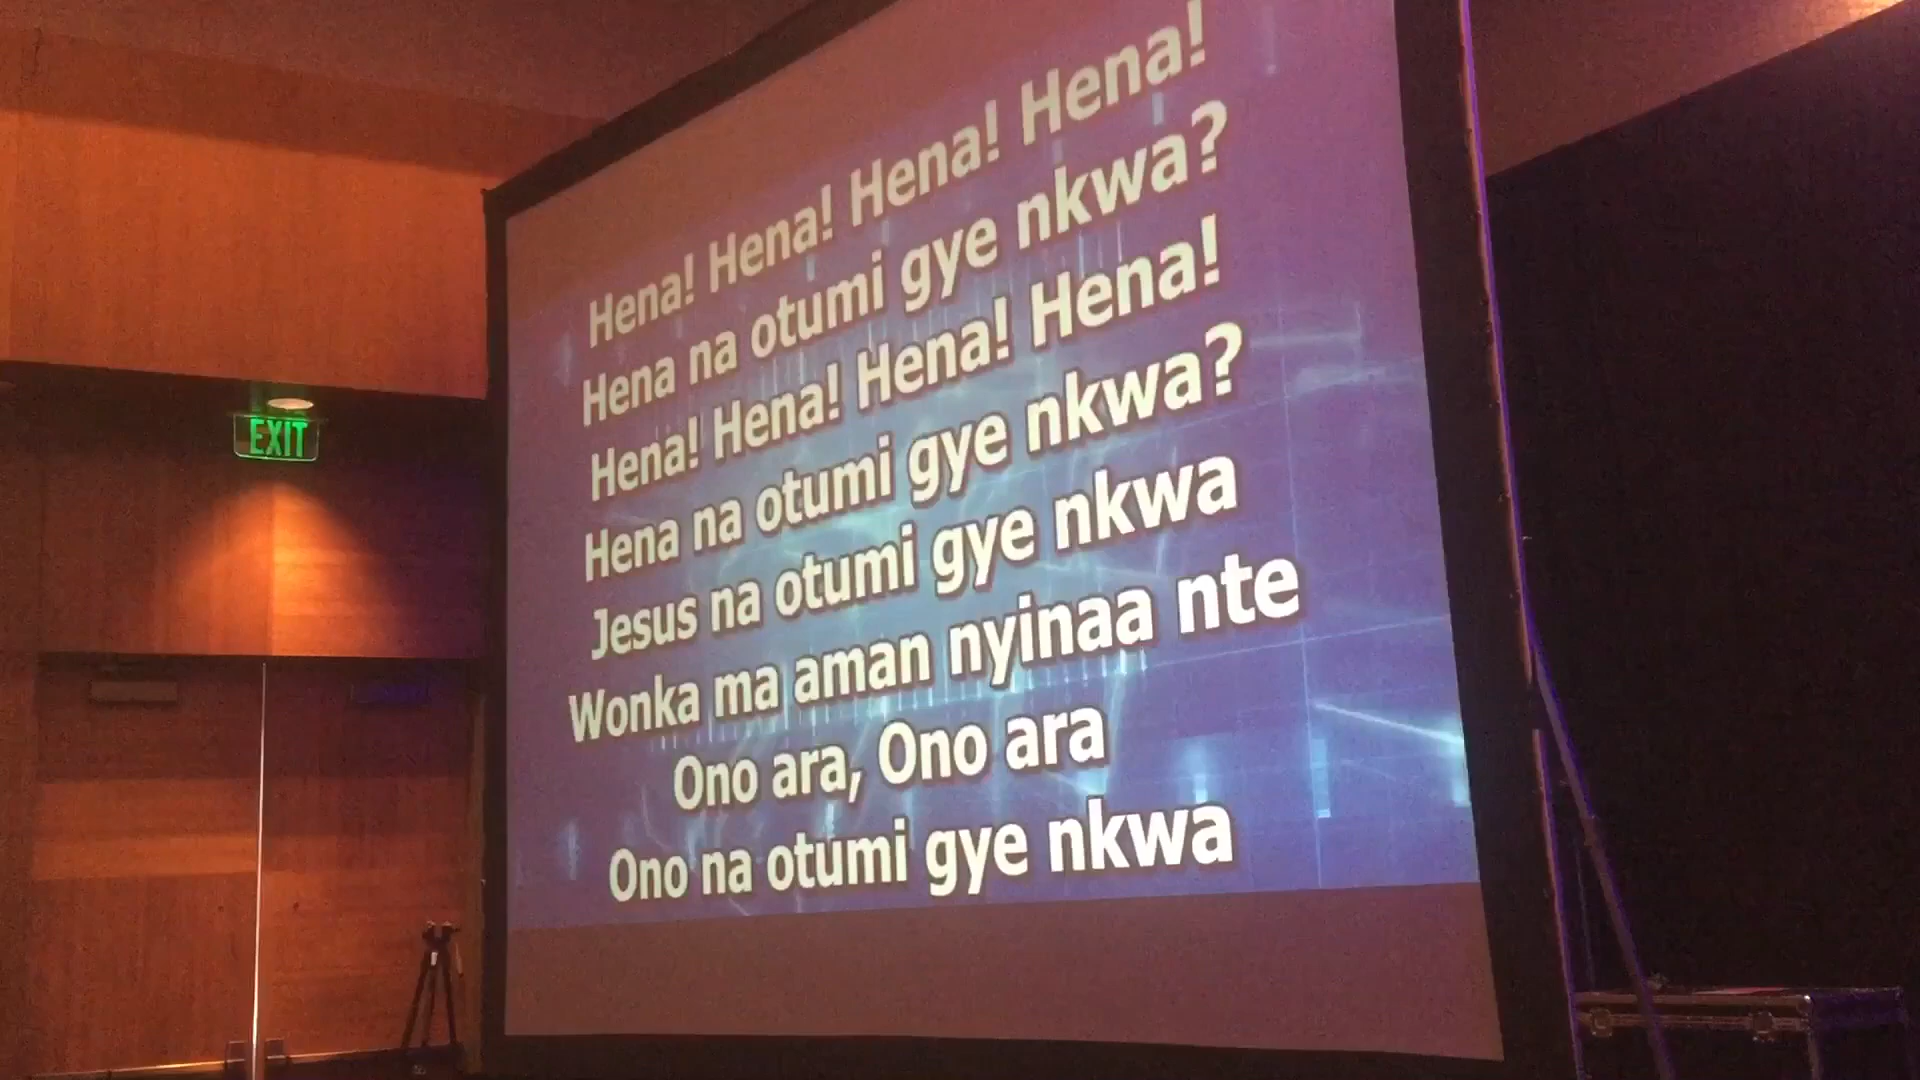 Hena! Hena! Hena! Hena!
Hena na otumi gye nkwa?
Hena! Hena! Hena! Hena!
Hena na otumi gye nkwa?
Jesus na otumi gye nkwa
Wonka ma aman nyinaa nte
Ono ara, Ono ara
Ono na otumi gye nkwa
EXIT